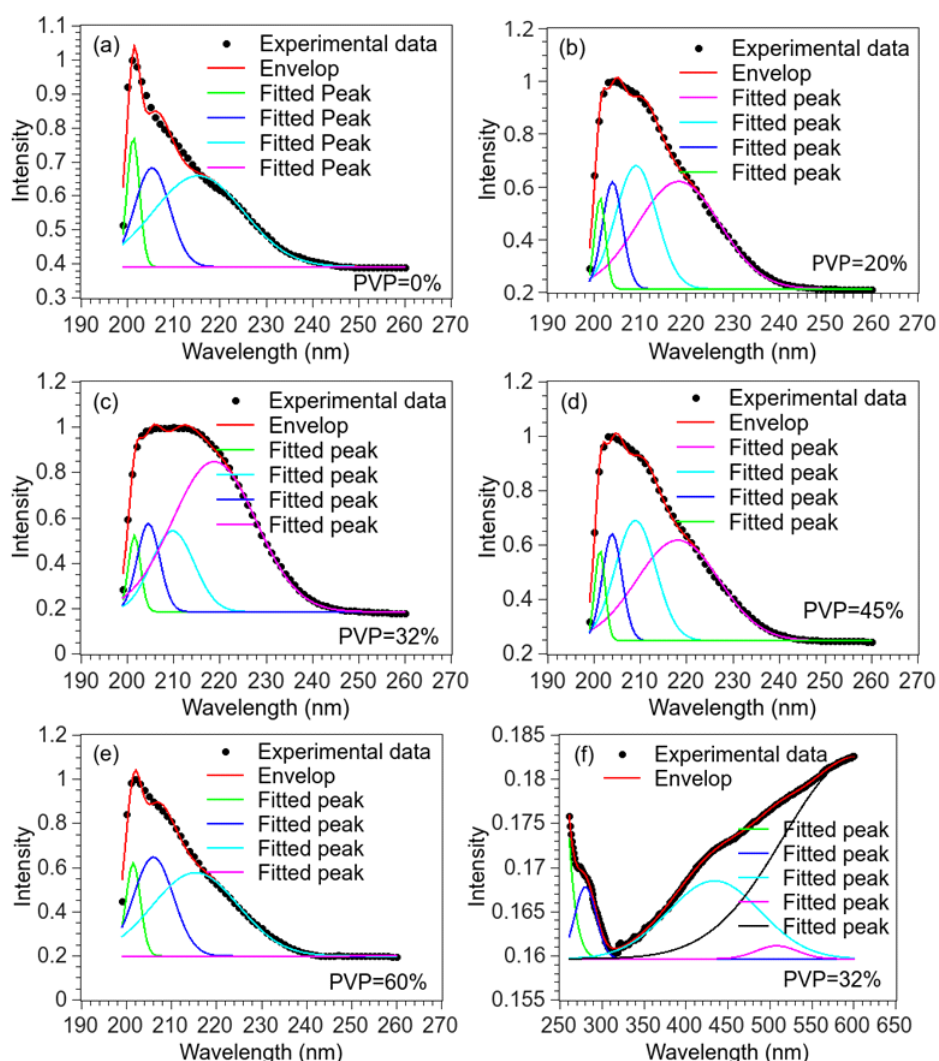 (a)
Experimental data
Envelop
Fitted Peak
Fitted Peak
Fitted Peak
Fitted Peak
PVP=0%
Intensity
1.1
1
0.9
0.8
0.7
0.6
0.5
0.4
0.3
190 200 210 220 230 240 250 260 270
Wavelength (nm)
(b)
Experimental data
Envelop
Fitted peak
Fitted peak
Fitted peak
Fitted peak
PVP=20%
Intensity
1.2
1
0.8
0.6
0.4
0.2
190 200 210 220 230 240 250 260 270
Wavelength (nm)
(c)
Experimental data
Envelop
Fitted peak
Fitted peak
Fitted peak
Fitted peak
PVP=32%
Intensity
1.2
1
0.8
0.6
0.4
0.2
0
190 200 210 220 230 240 250 260 270
Wavelength (nm)
(d)
Experimental data
Envelop
Fitted peak
Fitted peak
Fitted peak
Fitted peak
PVP=45%
Intensity
1.2
1
0.8
0.6
0.4
0.2
190 200 210 220 230 240 250 260 270
Wavelength (nm)
(e)
Experimental data
Envelop
Fitted peak
Fitted peak
Fitted peak
Fitted peak
PVP=60%
Intensity
1.2
1
0.8
0.6
0.4
0.2
0
190 200 210 220 230 240 250 260 270
Wavelength (nm)
(f)
Experimental data
Envelop
Fitted peak
Fitted peak
Fitted peak
Fitted peak
Fitted peak
PVP=32%
Intensity
0.185
0.18
0.175
0.17
0.165
0.16
0.155
250 300 350 400 450 500 550 600 650
Wavelength (nm)